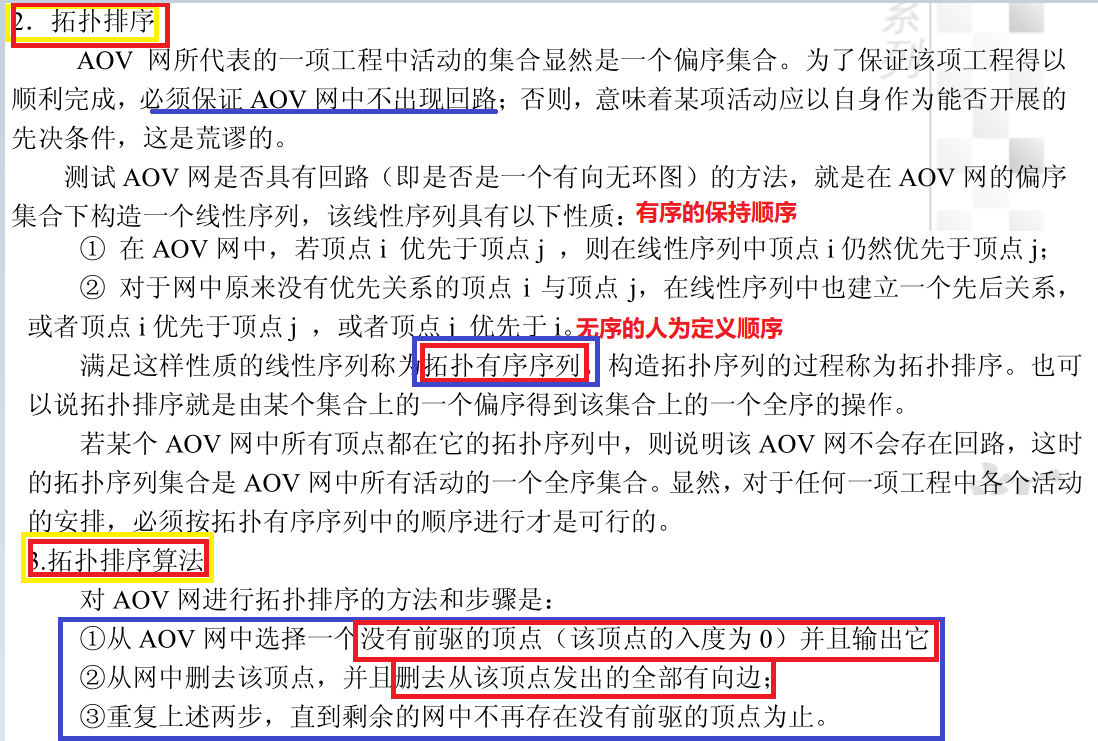 2．拓扑排序
系列
AOV 网所代表的一项工程中活动的集合显然是一个偏序集合。为了保证该项工程得以
顺利完成，必须保证 AOV 网中不出现回路；否则，意味着某项活动应以自身作为能否开展的
先决条件，这是荒谬的。
测试 AOV 网是否具有回路（即是否是一个有向无环图）的方法，就是在 AOV 网的偏序
集合下构造一个线性序列，该线性序列具有以下性质：有序的保持顺序
① 在 AOV 网中，若顶点 i 优先于顶点 j ，则在线性序列中顶点 i 仍然优先于顶点 j；
② 对于网中原来没有优先关系的顶点 i 与顶点 j，在线性序列中也建立一个先后关系，
或者顶点 i 优先于顶点 j ，或者顶点 j 优先于 i。无序的人为定义顺序
满足这样性质的线性序列称为拓扑有序序列。构造拓扑序列的过程称为拓扑排序。也可
以说拓扑排序就是由某个集合上的一个偏序得到该集合上的一个全序的操作。
若某个 AOV 网中所有顶点都在它的拓扑序列中，则说明该 AOV 网不会存在回路，这时
的拓扑序列集合是 AOV 网中所有活动的一个全序集合。显然，对于任何一项工程中各个活动
的安排，必须按拓扑有序序列中的顺序进行才是可行的。
3.拓扑排序算法
对 AOV 网进行拓扑排序的方法和步骤是：
①从 AOV 网中选择一个没有前驱的顶点（该顶点的入度为 0）并且输出它
②从网中删去该顶点，并且删去从该顶点发出的全部有向边；
③重复上述两步，直到剩余的网中不再存在没有前驱的顶点为止。